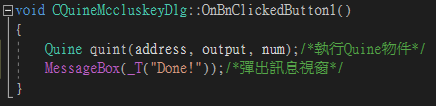 void CQuineMccluskeyDlg::OnBnClickedButton1()
{
Quine quint(address, output, num);/*執行Quine物件*/
MessageBox(_T("Done!"));/*彈出訊息視窗*/
}